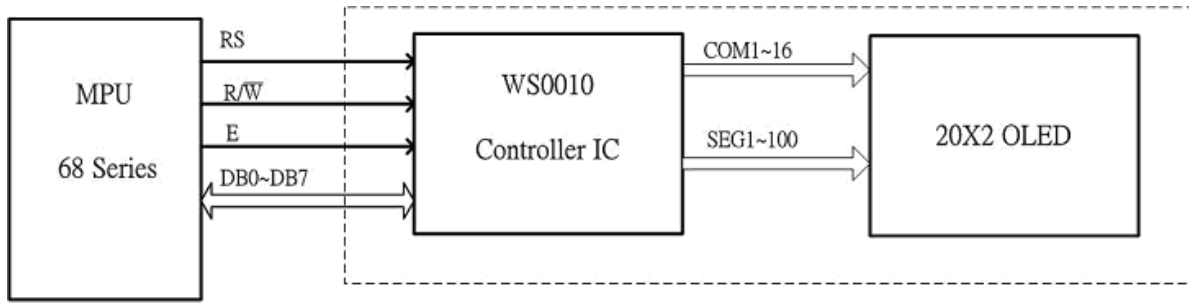 MPU
68 Series
RS
R/W̅
E
DB0~DB7
WS0010
Controller IC
COM1~16
SEG1~100
20X2 OLED